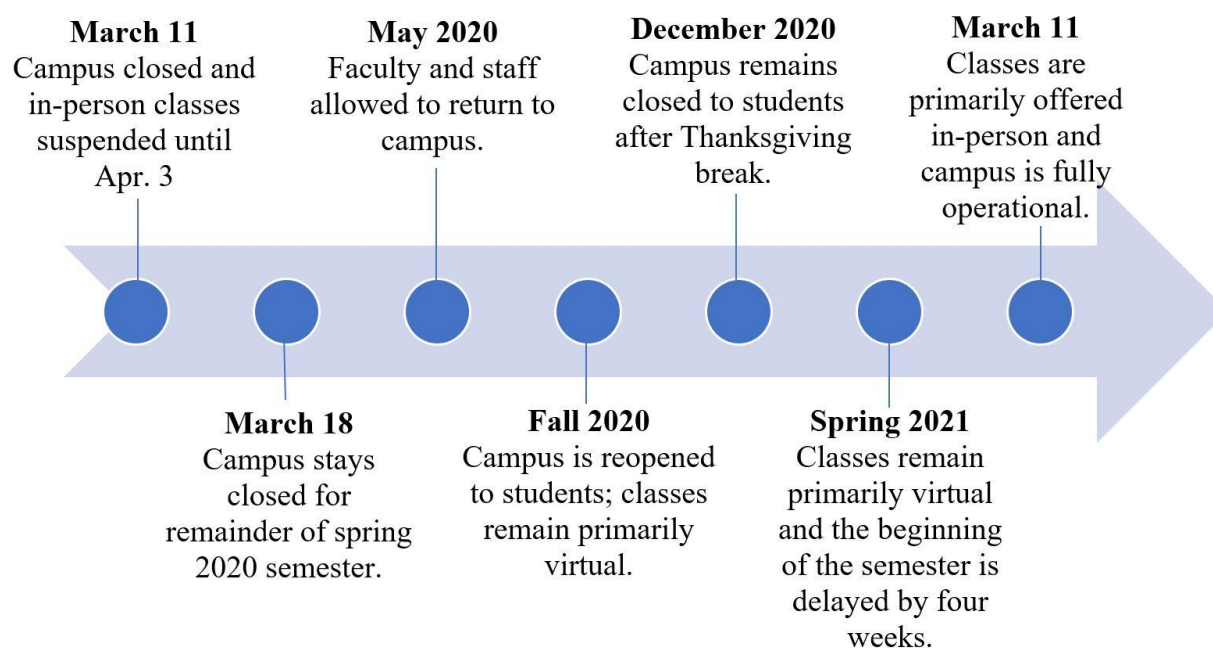 March 11
Campus closed and
in-person classes
suspended until
Apr. 3
March 18
Campus stays
closed for
remainder of spring
2020 semester.
May 2020
Faculty and staff
allowed to return to
campus.
Fall 2020
Campus is reopened
to students; classes
remain primarily
virtual.
December 2020
Campus remains
closed to students
after Thanksgiving
break.
Spring 2021
Classes remain
primarily virtual
and the beginning
of the semester is
delayed by four
weeks.
March 11
Classes are
primarily offered
in-person and
campus is fully
operational.